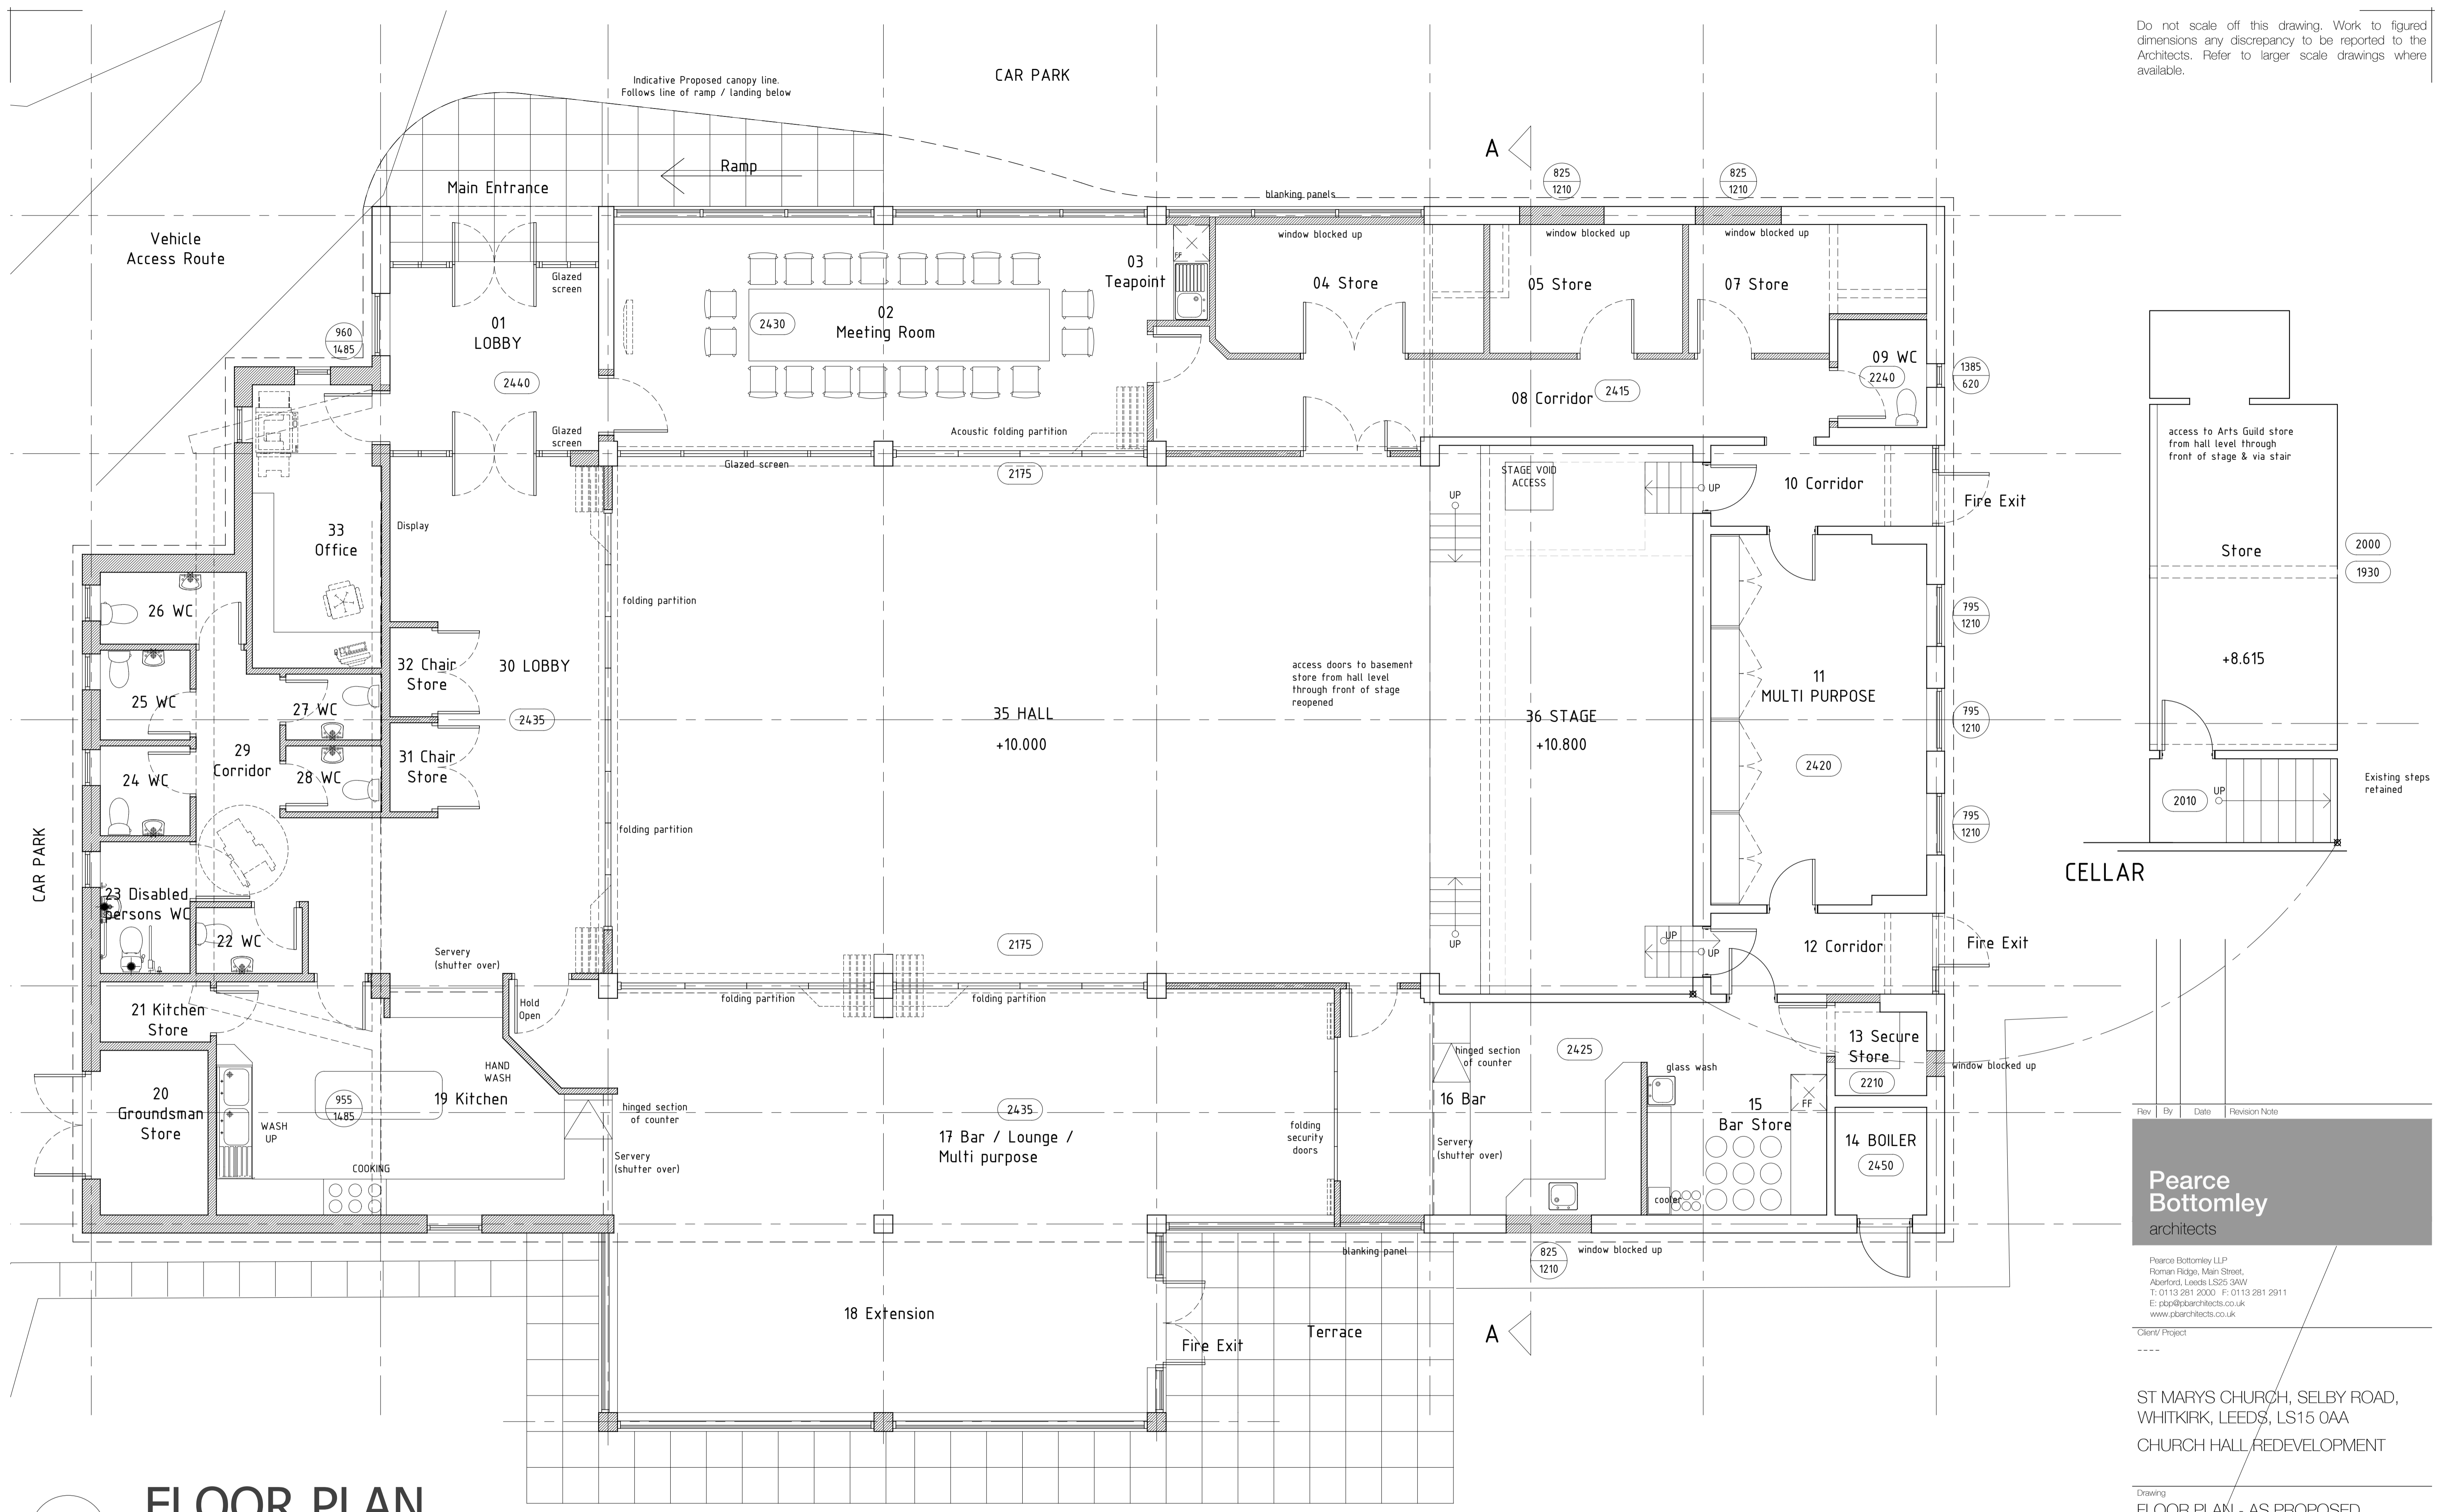 Do not scale off this drawing. Work to figured
dimensions any discrepancy to be reported to the
Architects. Refer to larger scale drawings where
available.
CAR PARK
Indicative Proposed canopy line.
Follows line of ramp / landing below
Ramp
Main Entrance
A
825
1210
825
1210
blanking panels
Vehicle
Access Route
window blocked up
window blocked up
window blocked up
Glazed
screen
03
Teapoint
FF
04 Store
05 Store
07 Store
01
LOBBY
02
Meeting Room
2430
960
1485
2440
09 WC
2240
1385
620
08 Corridor
2415
Glazed
screen
Acoustic folding partition
Glazed screen
2175
access to Arts Guild store
from hall level through
front of stage & via stair
STAGE VOID
ACCESS
UP
UP
10 Corridor
Fire Exit
33
Office
Display
Store
2000
1930
26 WC
folding partition
795
1210
32 Chair
Store
30 LOBBY
access doors to basement
store from hall level
through front of stage
reopened
11
MULTI PURPOSE
+8.615
25 WC
27 WC
2435
35 HALL
+10.000
36 STAGE
+10.800
795
1210
29
Corridor
31 Chair
Store
24 WC
28 WC
2420
Existing steps
retained
2010
UP
folding partition
795
1210
CAR PARK
CELLAR
23 Disabled
persons WC
22 WC
Servery
(shutter over)
2175
UP
UP
UP
12 Corridor
Fire Exit
folding partition
folding partition
Hold
Open
21 Kitchen
Store
13 Secure
Store
2210
window blocked up
hinged section
of counter
2425
glass wash
HAND
WASH
20
Groundsman
Store
955
1485
19 Kitchen
hinged section
of counter
2435
16 Bar
FF
15
Bar Store
WASH
UP
17 Bar / Lounge /
Multi purpose
folding
security
doors
Servery
(shutter over)
14 BOILER
2450
COOKING
Servery
(shutter over)
cooler
blanking panel
825
1210
window blocked up
18 Extension
Fire Exit
Terrace
A
Rev By Date Revision Note
Pearce
Bottomley
architects
Pearce Bottomley LLP
Roman Ridge, Main Street,
Aberford, Leeds LS25 3AW
T: 0113 281 2000 F: 0113 281 2911
E: pbp@pbarchitects.co.uk
www.pbarchitects.co.uk
Client/ Project
----
ST MARYS CHURCH, SELBY ROAD,
WHITKIRK, LEEDS, LS15 0AA
CHURCH HALL REDEVELOPMENT
Drawing
FLOOR PLAN - AS PROPOSED
FLOOR PLAN